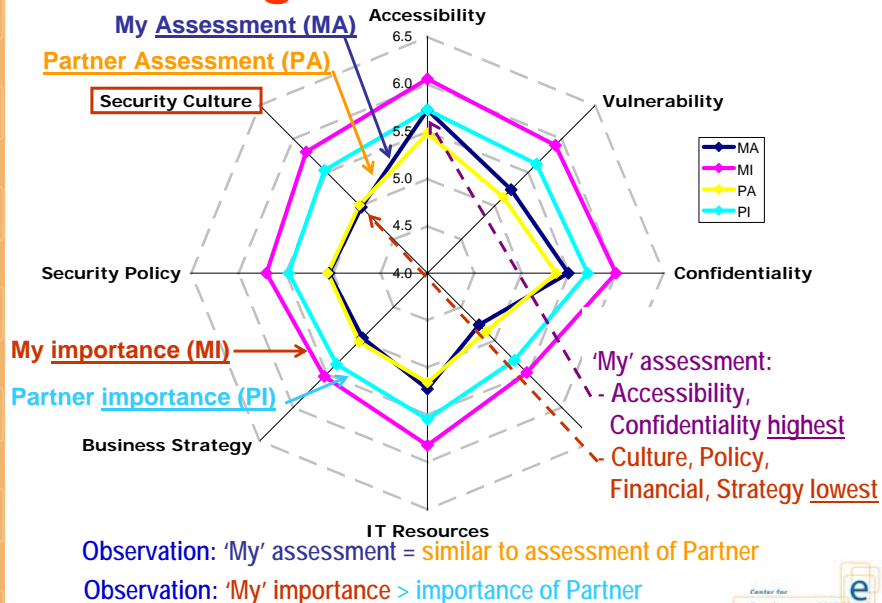 Accessibility
My Assessment (MA)
Partner Assessment (PA)
Security Culture
Vulnerability
6.5
6.0
5.5
5.0
4.5
4.0
MA
MI
PA
PI
Security Policy
Confidentiality
My importance (MI)
Partner importance (PI)
Business Strategy
IT Resources
'My' assessment:
- Accessibility,
Confidentiality highest
- Culture, Policy,
Financial, Strategy lowest
Observation: 'My' assessment = similar to assessment of Partner
Observation: 'My' importance > importance of Partner
Center for
e